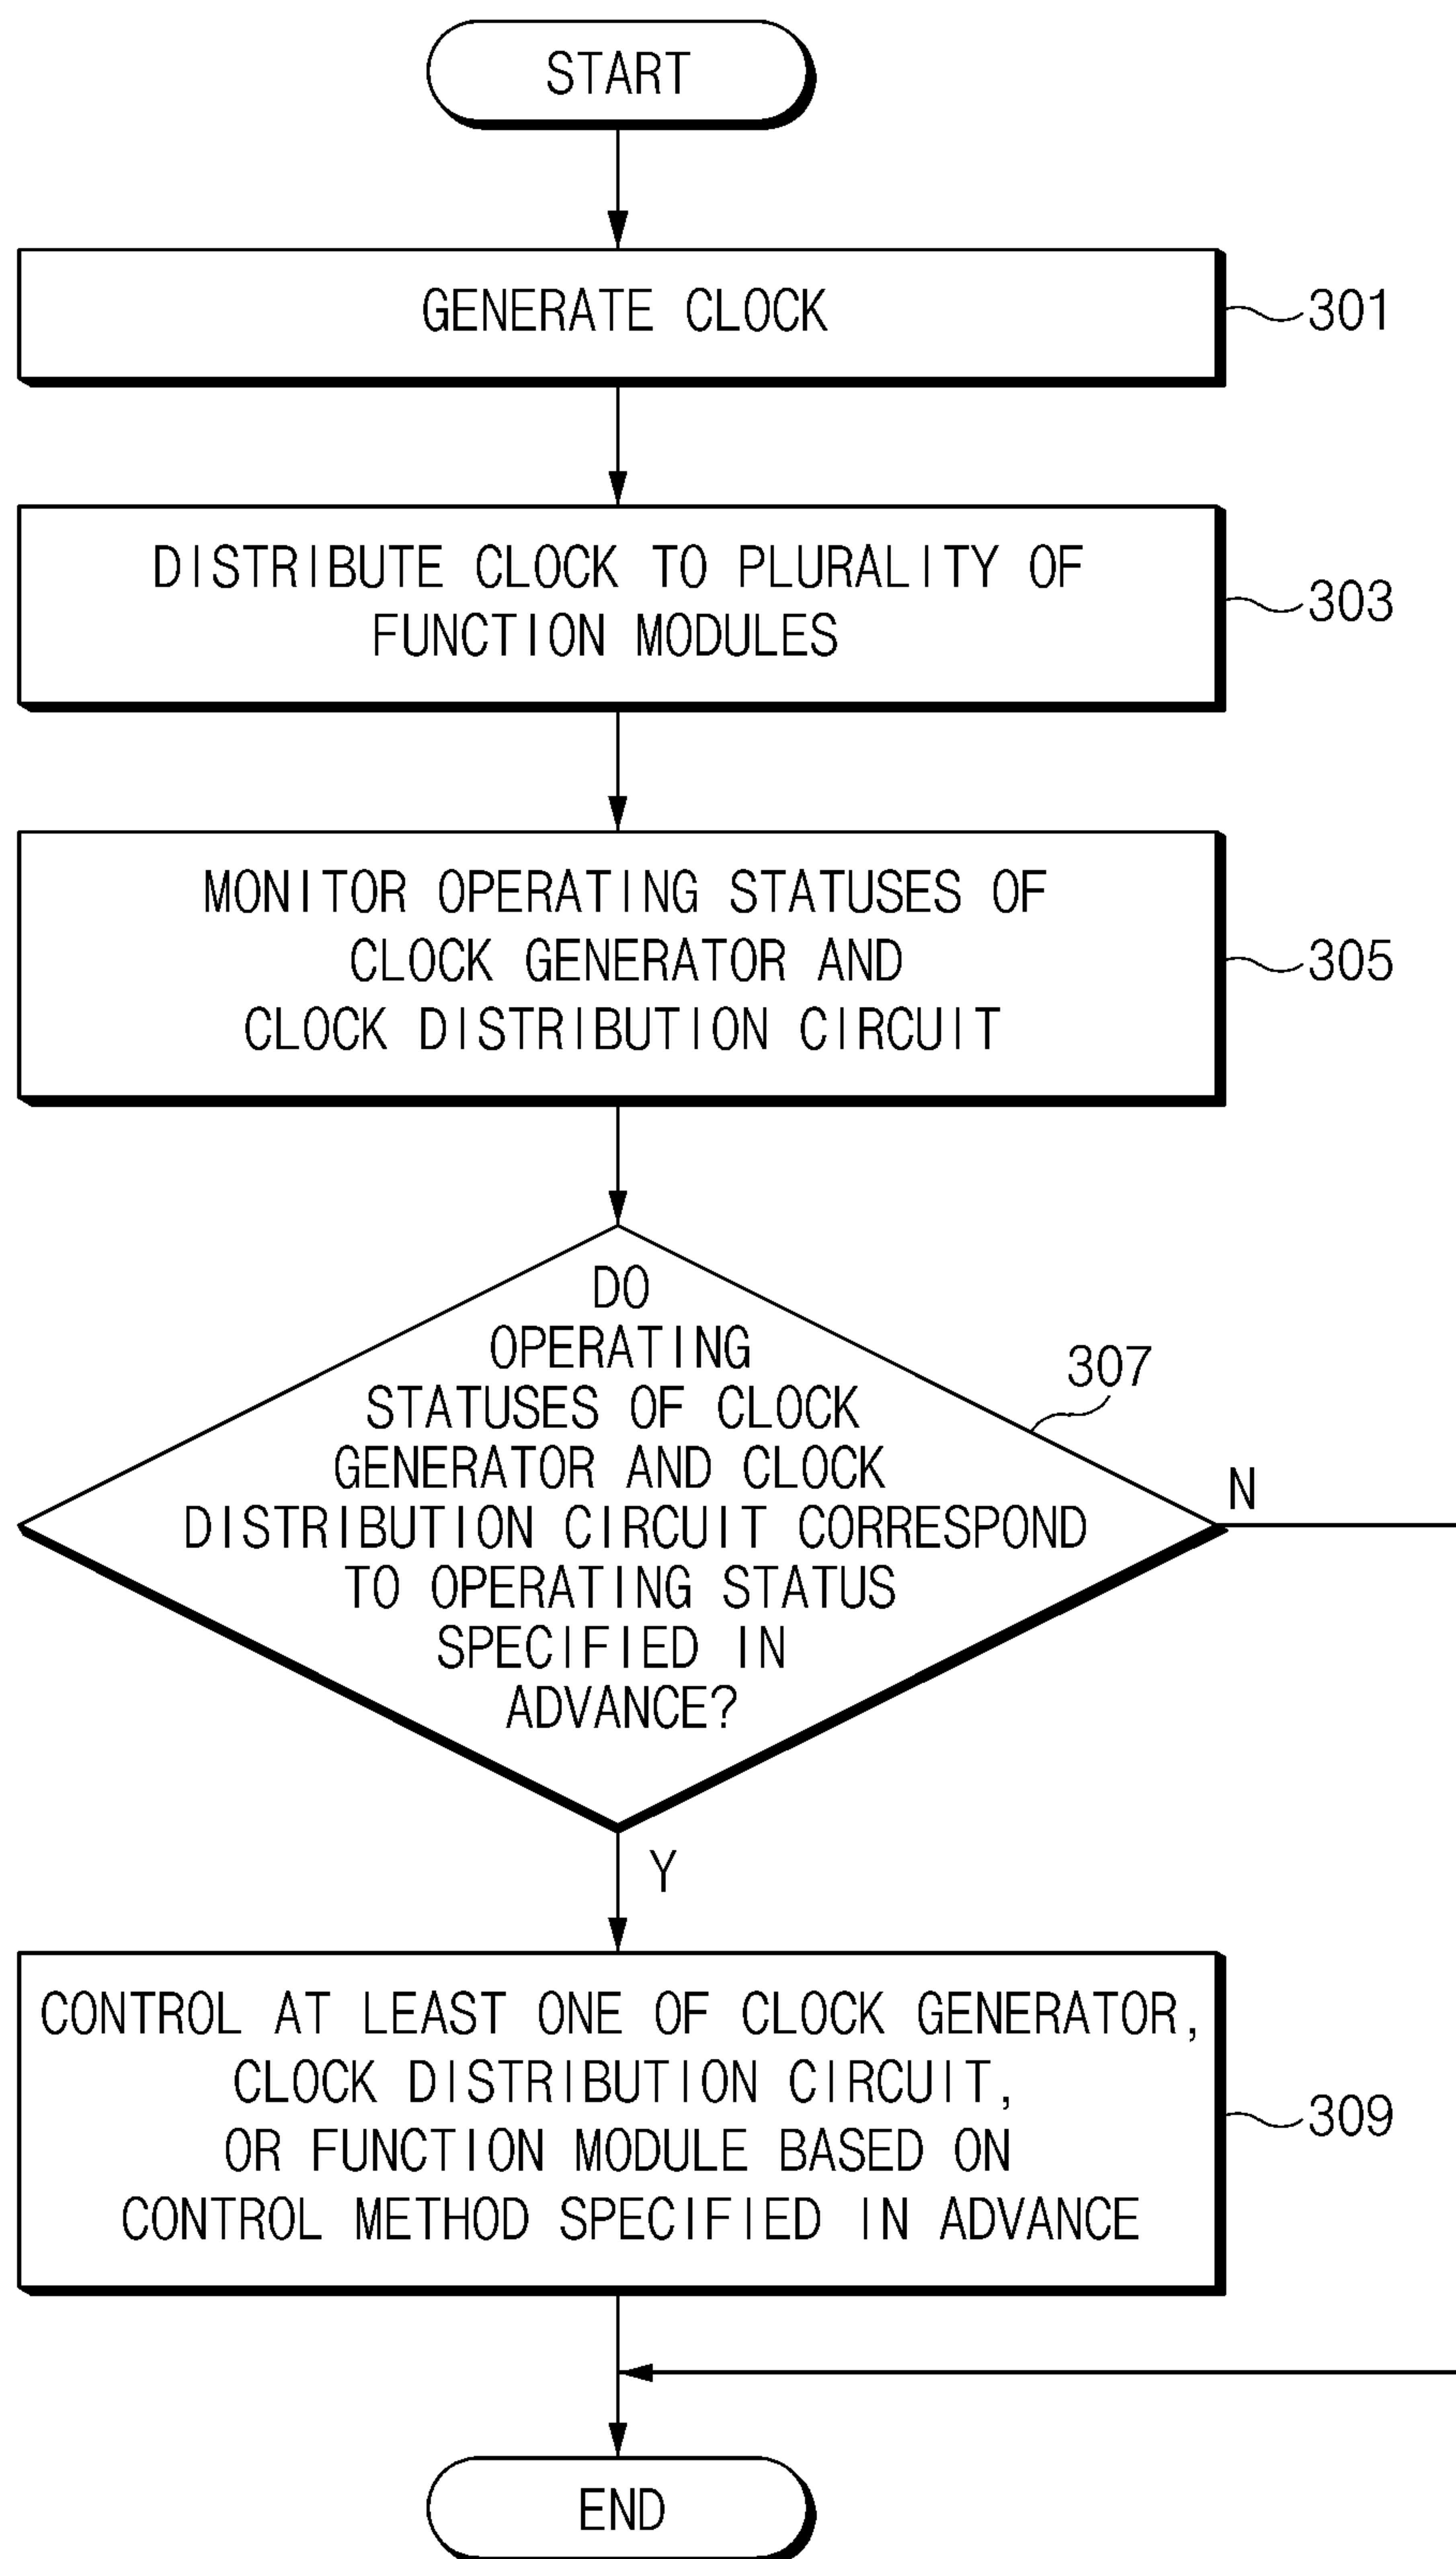 START
GENERATE CLOCK
301
DISTRIBUTE CLOCK TO PLURALITY OF
FUNCTION MODULES
303
MONITOR OPERATING STATUSES OF
CLOCK GENERATOR AND
CLOCK DISTRIBUTION CIRCUIT
305
DO
OPERATING
STATUSES OF CLOCK
GENERATOR AND CLOCK
DISTRIBUTION CIRCUIT CORRESPOND
TO OPERATING STATUS
SPECIFIED IN
ADVANCE?
307
N
Y
CONTROL AT LEAST ONE OF CLOCK GENERATOR,
CLOCK DISTRIBUTION CIRCUIT,
OR FUNCTION MODULE BASED ON
CONTROL METHOD SPECIFIED IN ADVANCE
309
END